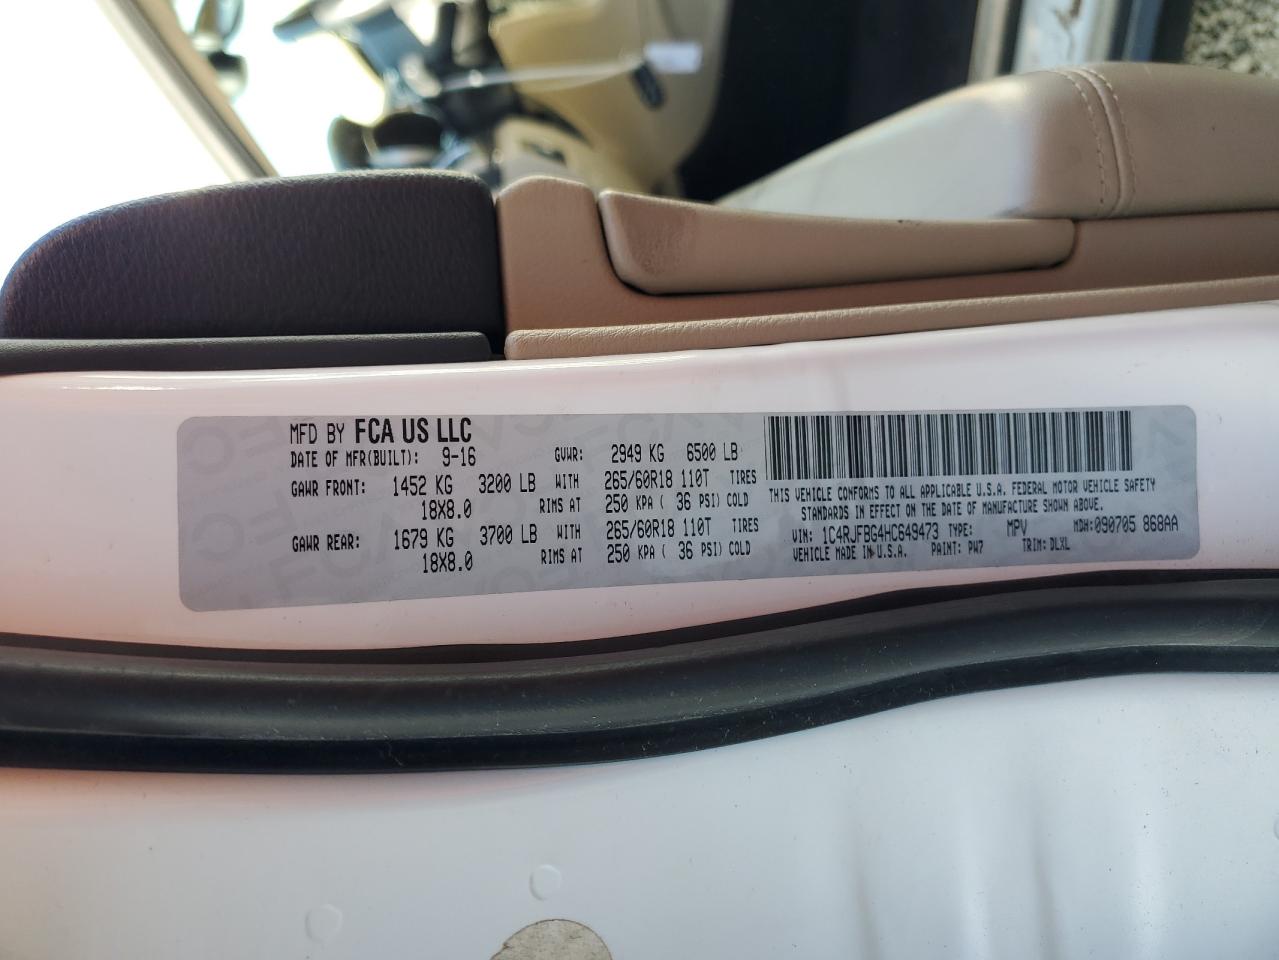 MFD BY FCA US LLC
DATE OF MFR(BUILT): 9-16 GVWR: 2949 KG 6500 LB
GAWR FRONT: 1452 KG 3200 LB WITH 265/60R18 110T TIRES
18X8.0 RIMS AT 250 KPA ( 36 PSI) COLD
GAWR REAR: 1679 KG 3700 LB WITH 265/60R18 110T TIRES
18X8.0 RIMS AT 250 KPA ( 36 PSI) COLD
THIS VEHICLE CONFORMS TO ALL APPLICABLE U.S.A. FEDERAL MOTOR VEHICLE SAFETY
STANDARDS IN EFFECT ON THE DATE OF MANUFACTURE SHOWN ABOVE.
VIN: 1C4RJFBG4HC649473 TYPE: MPV MDH:090705 868AA
VEHICLE MADE IN U.S.A. PAINT: PW7 TRIM: DLXL